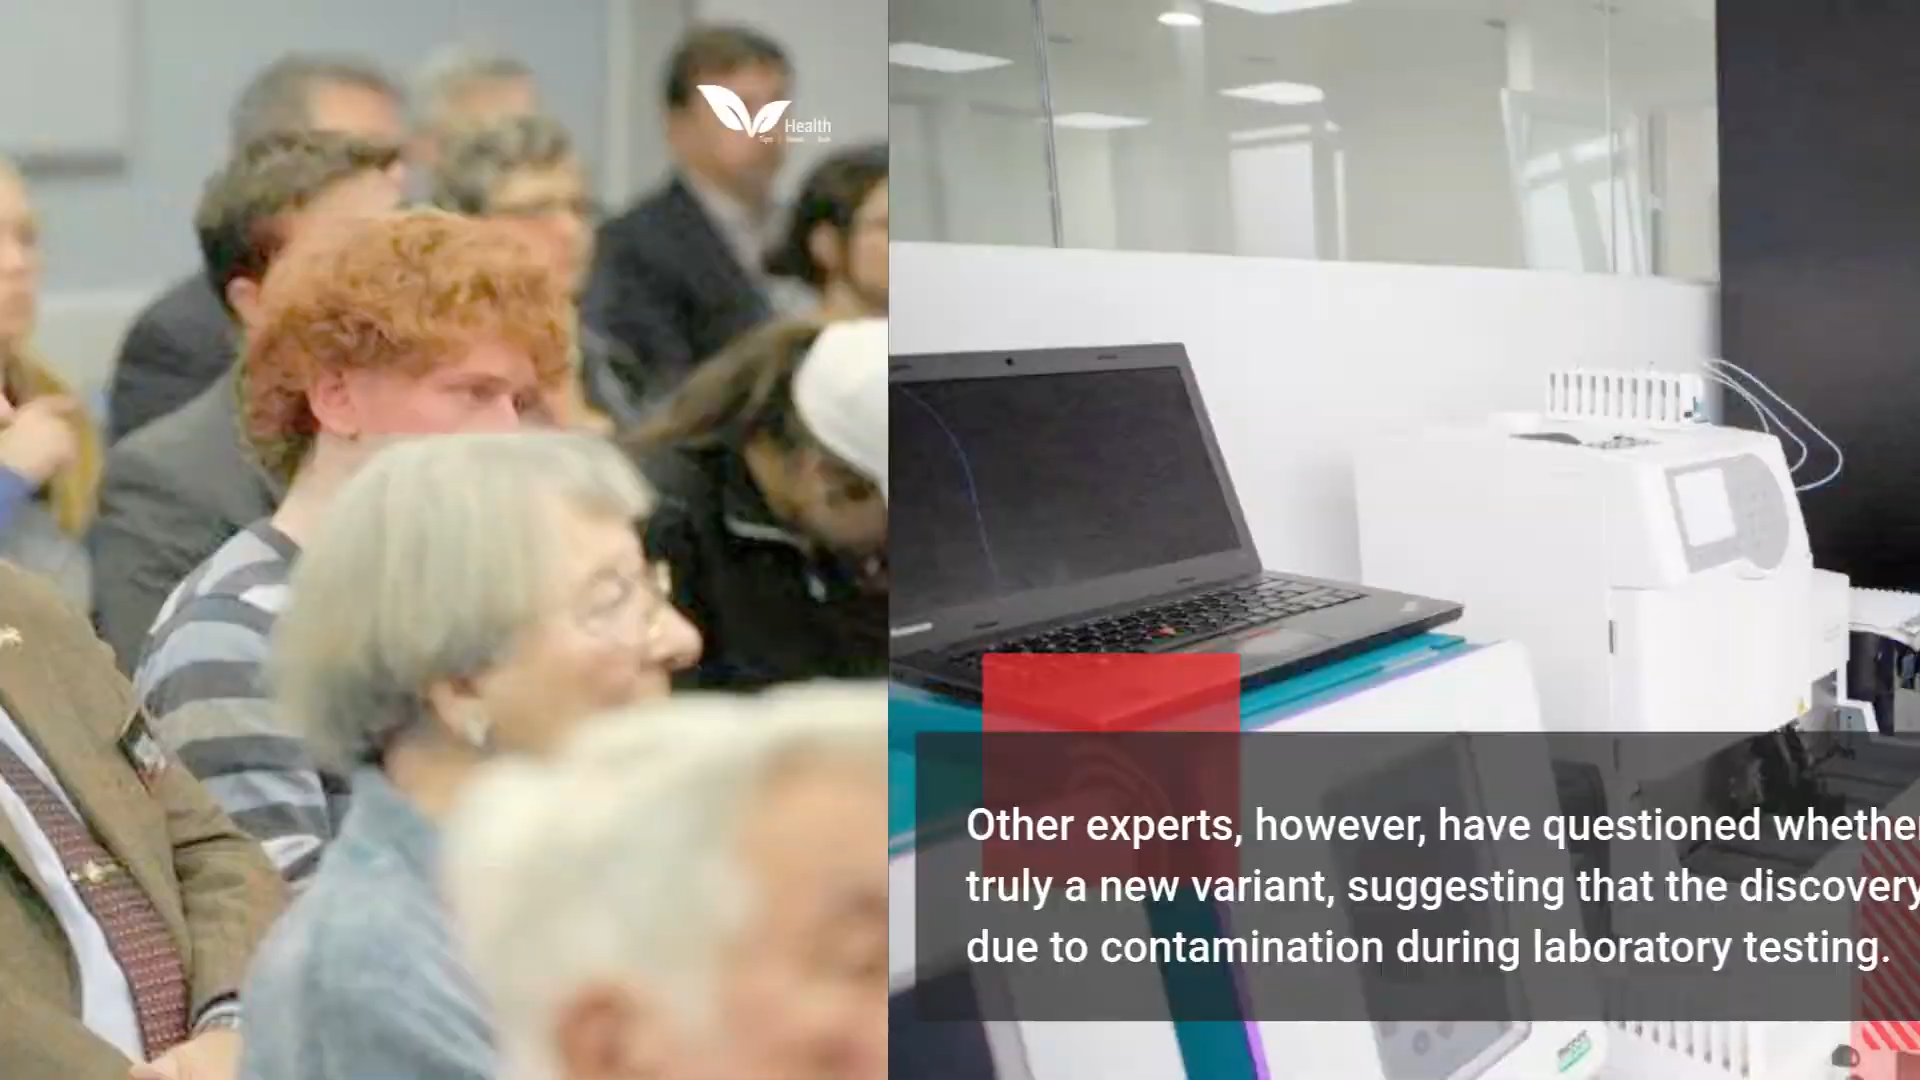 Health
Other experts, however, have questioned whether
truly a new variant, suggesting that the discovery
due to contamination during laboratory testing.